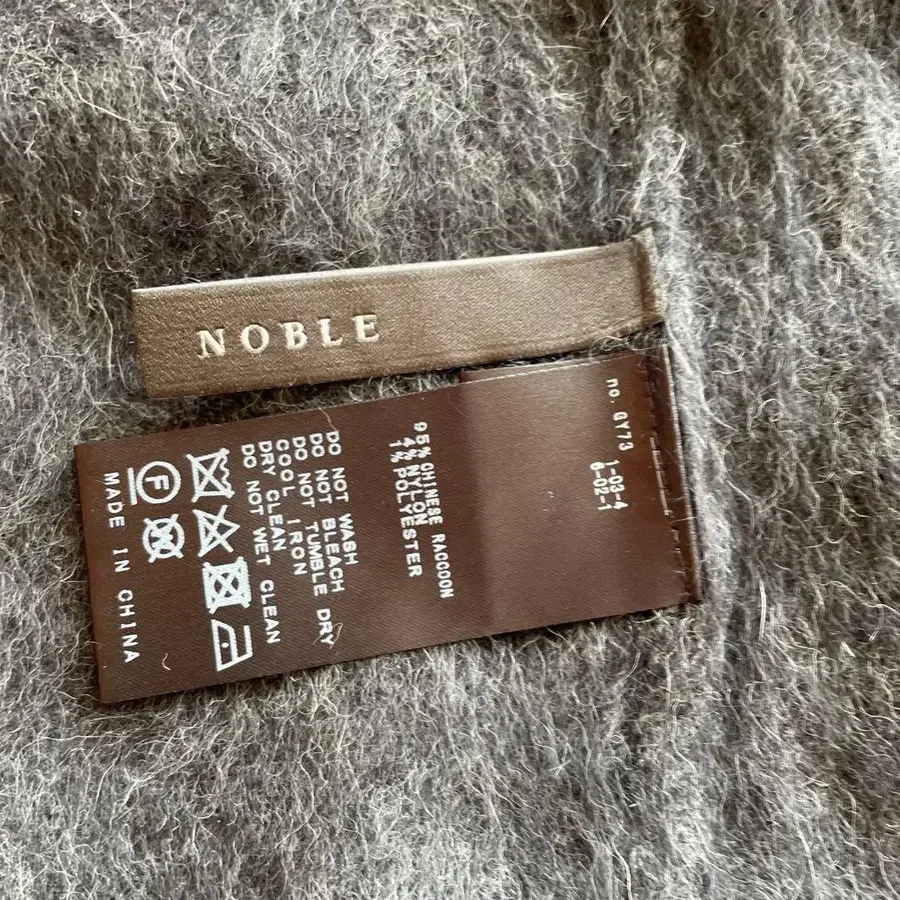 NOBLE
no. GY73
1-03-4
6-02-1
95% CHINESE RACCOON
4% NYLON
1% POLYESTER
DO NOT WASH
DO NOT BLEACH
DO NOT TUMBLE DRY
COOL IRON
DRY CLEAN
DO NOT WET CLEAN
F
MADE IN CHINA